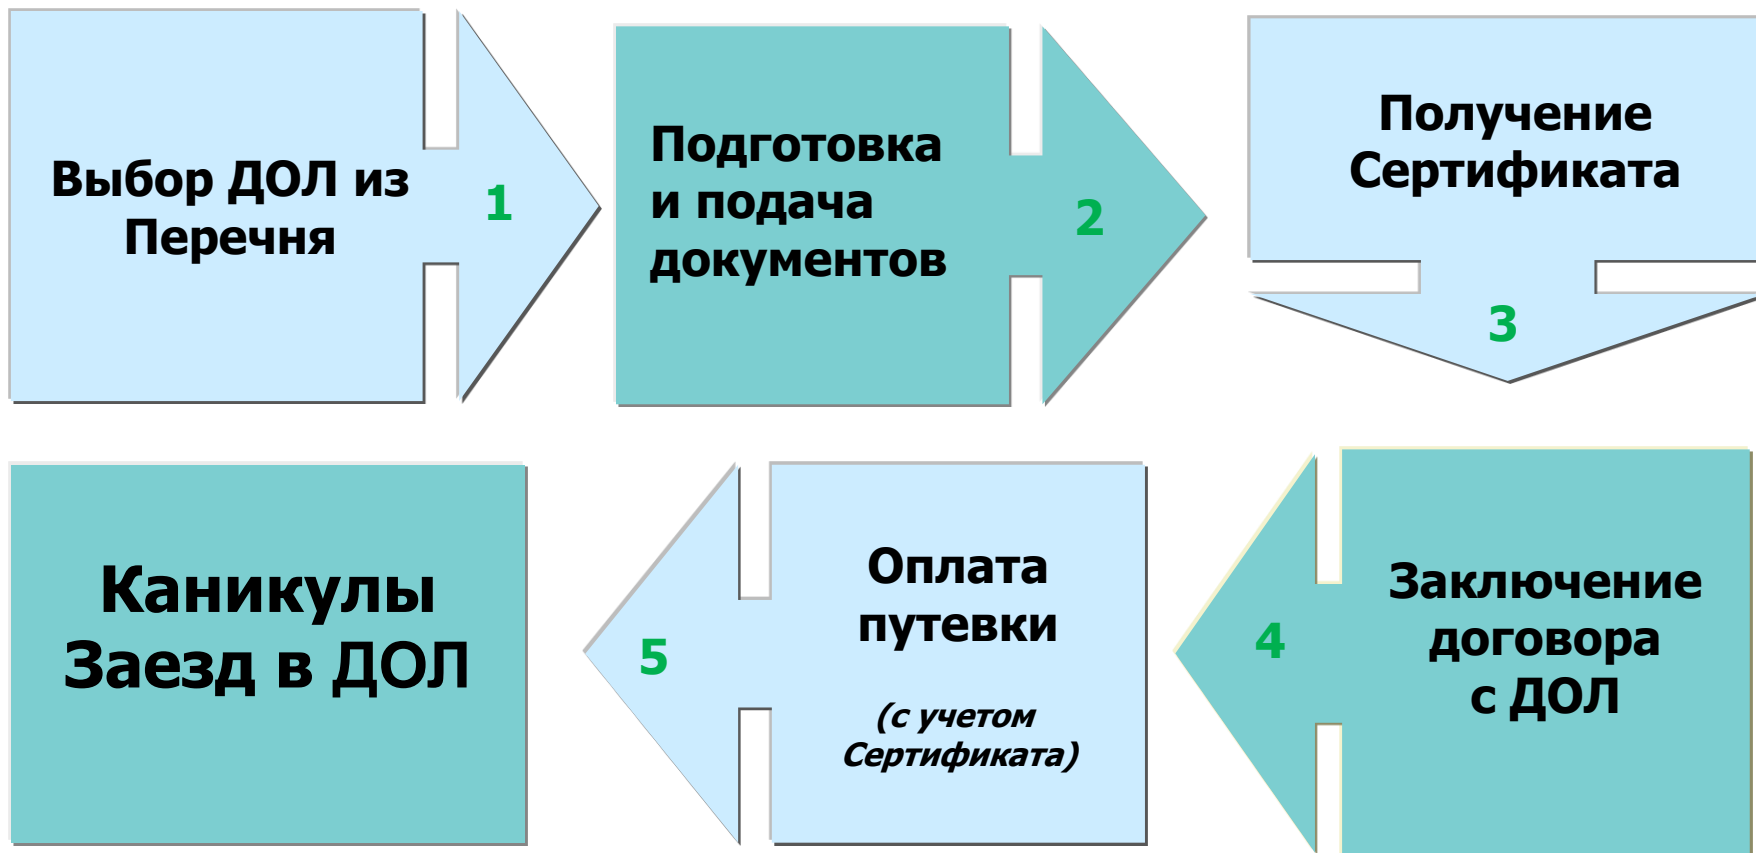 Выбор ДОЛ из
Перечня
1
Подготовка
и подача
документов
2
Получение
Сертификата
3
Заключение
договора
с ДОЛ
4
Оплата
путевки
(с учетом
Сертификата)
5
Каникулы
Заезд в ДОЛ